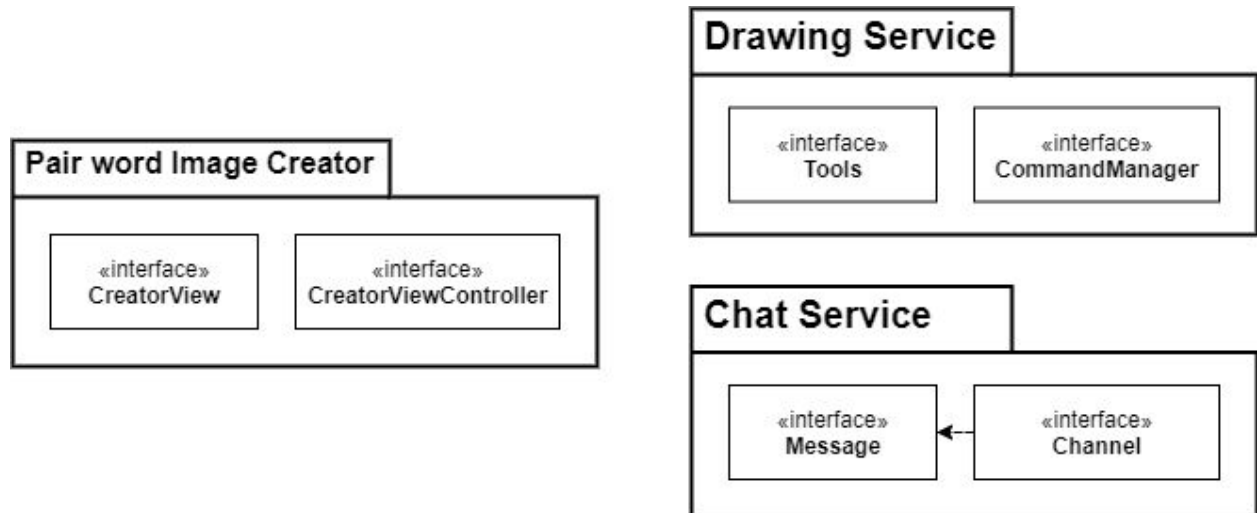 Pair word Image Creator
«interface»
CreatorView
«interface»
CreatorViewController
Drawing Service
«interface»
Tools
«interface»
CommandManager
Chat Service
«interface»
Message
«interface»
Channel